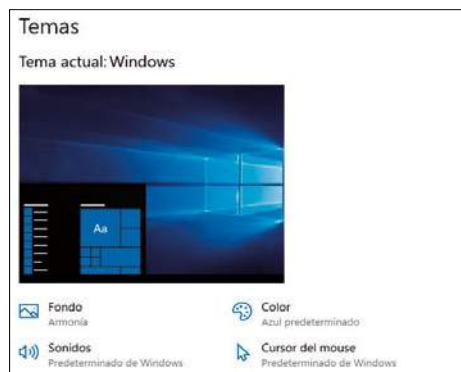 Temas
Tema actual: Windows
Aa
Fondo
Armonía
Color
Azul predeterminado
Sonidos
Predeterminado de Windows
Cursor del mouse
Predeterminado de Windows